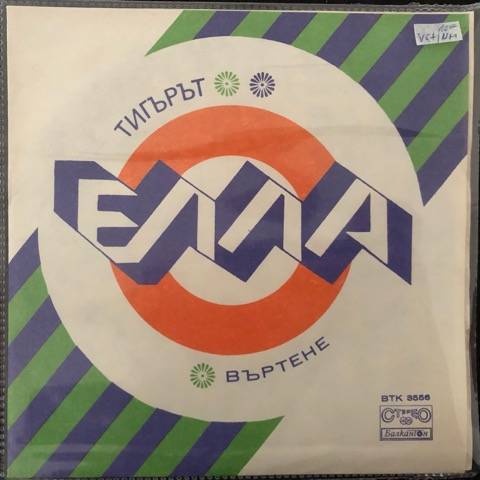 ТИГЪРЪТ
ЕЛЛА
ВЪРТЕНЕ
ВТК 3556
СТЕРЕО
Балкантон